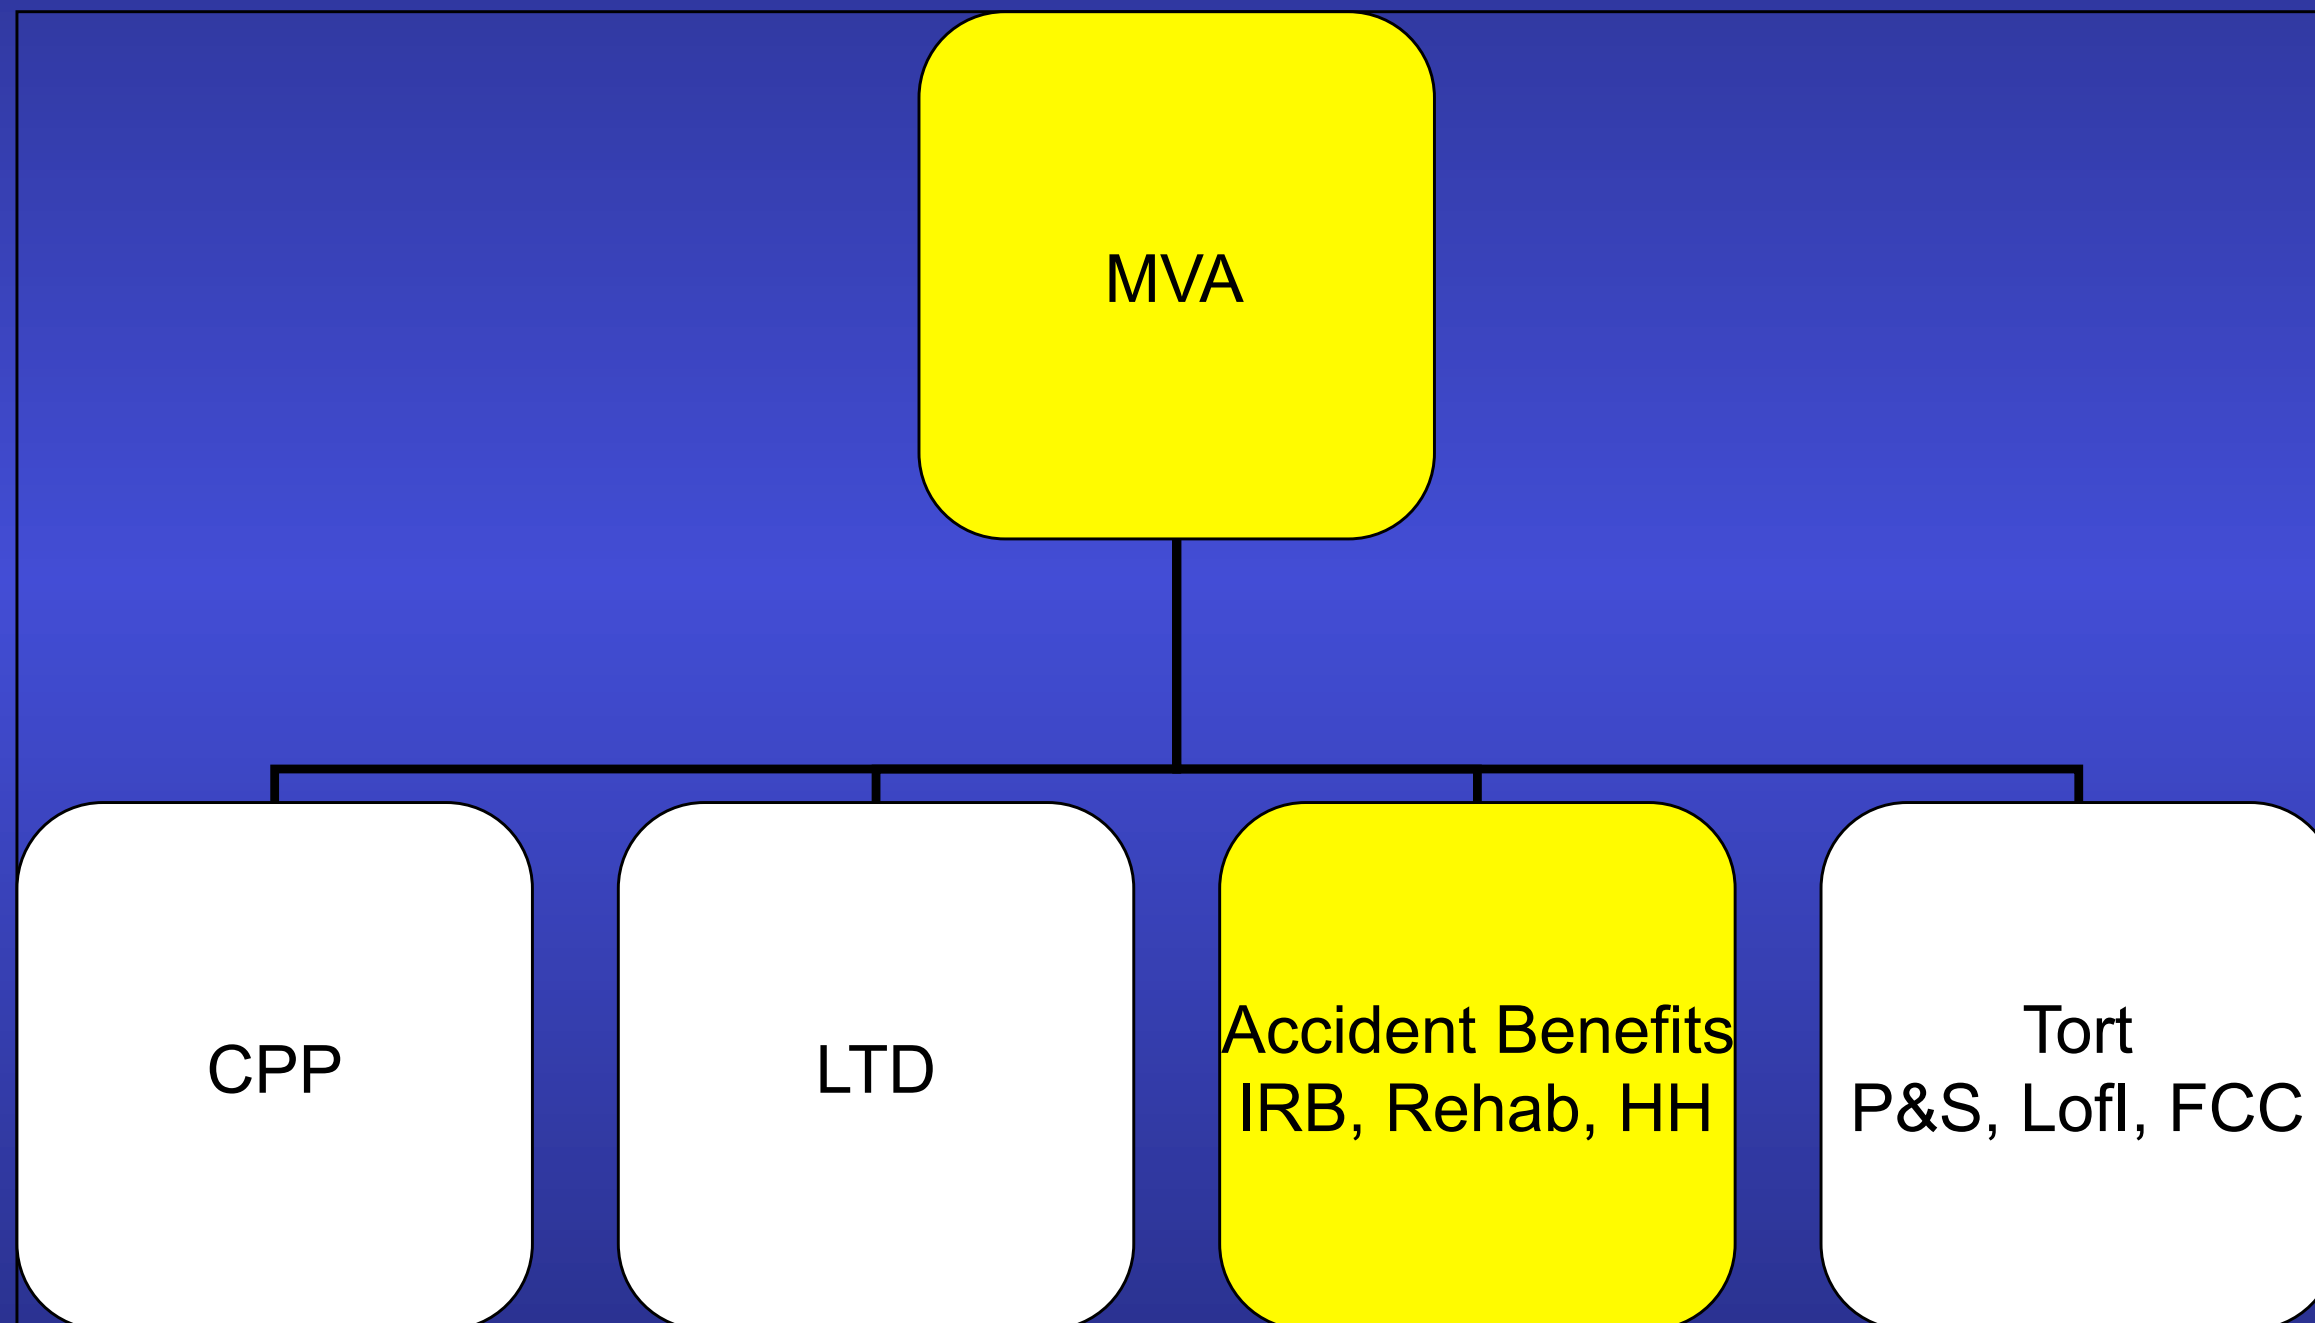 MVA
CPP
LTD
Accident Benefits
IRB, Rehab, HH
Tort
P&S, LofI, FCC